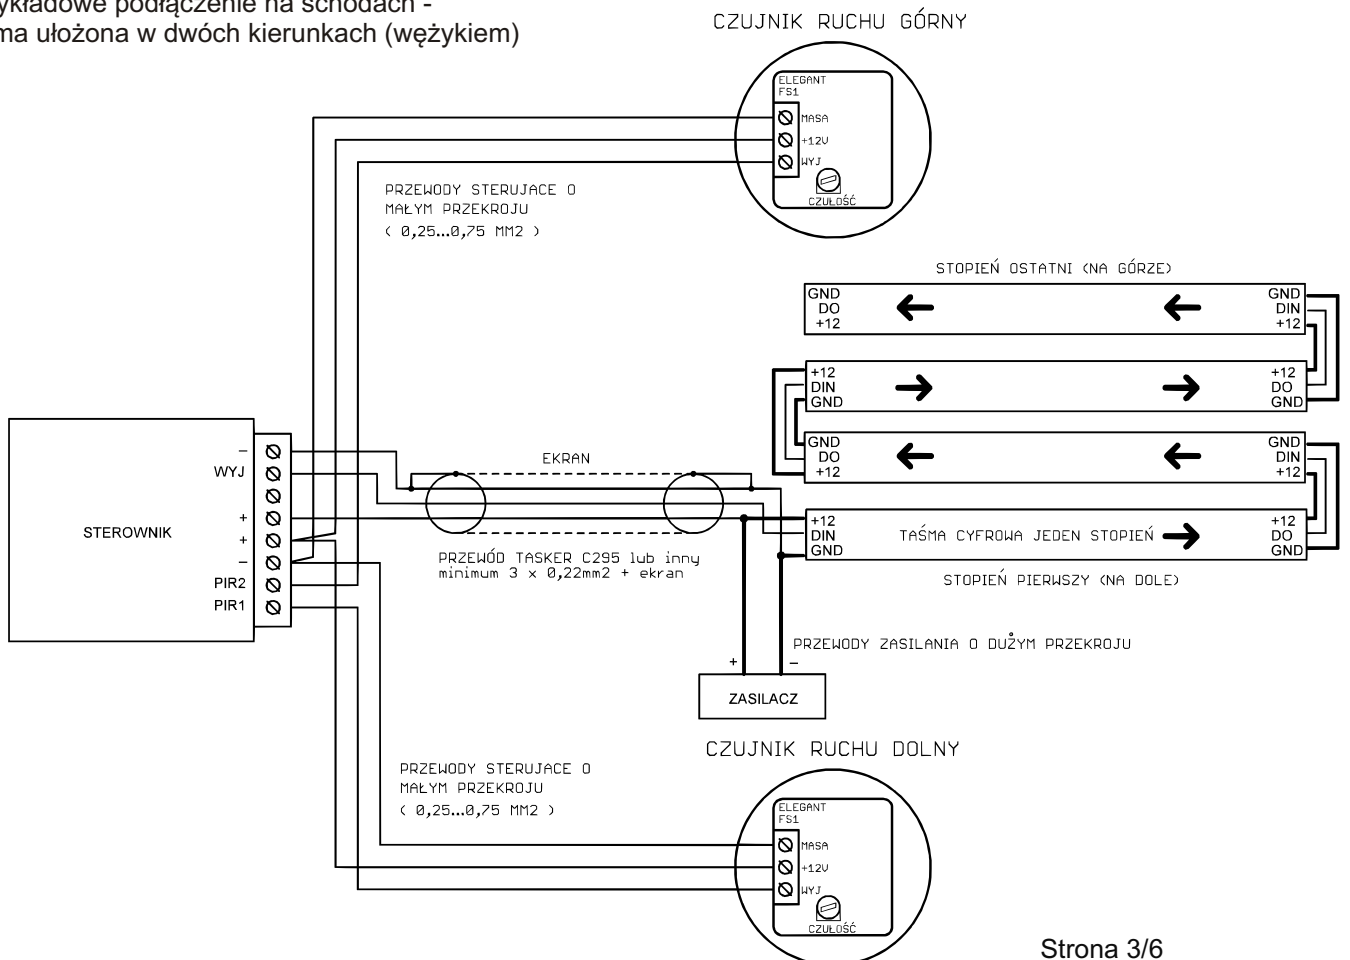 ykładowe podłączenie na schodach -
ma ułożona w dwóch kierunkach (wężykiem)
CZUJNIK RUCHU GÓRNY
ELEGANT
FS1
MASA
+12V
WYJ
CZUŁOŚĆ
PRZEWODY STERUJACE O
MAŁYM PRZEKROJU
( 0,25...0,75 MM2 )
STOPIEŃ OSTATNI (NA GÓRZE)
GND
DO
+12
GND
DIN
+12
+12
DIN
GND
+12
DO
GND
GND
DO
+12
GND
DIN
+12
+12
DIN
GND
TAŚMA CYFROWA JEDEN STOPIEŃ
+12
DO
GND
STOPIEŃ PIERWSZY (NA DOLE)
STEROWNIK
–
WYJ
+
+
–
PIR2
PIR1
EKRAN
PRZEWÓD TASKER C295 lub inny
minimum 3 x 0,22mm2 + ekran
PRZEWODY ZASILANIA O DUŻYM PRZEKROJU
+
–
ZASILACZ
CZUJNIK RUCHU DOLNY
PRZEWODY STERUJACE O
MAŁYM PRZEKROJU
( 0,25...0,75 MM2 )
ELEGANT
FS1
MASA
+12V
WYJ
CZUŁOŚĆ
Strona 3/6